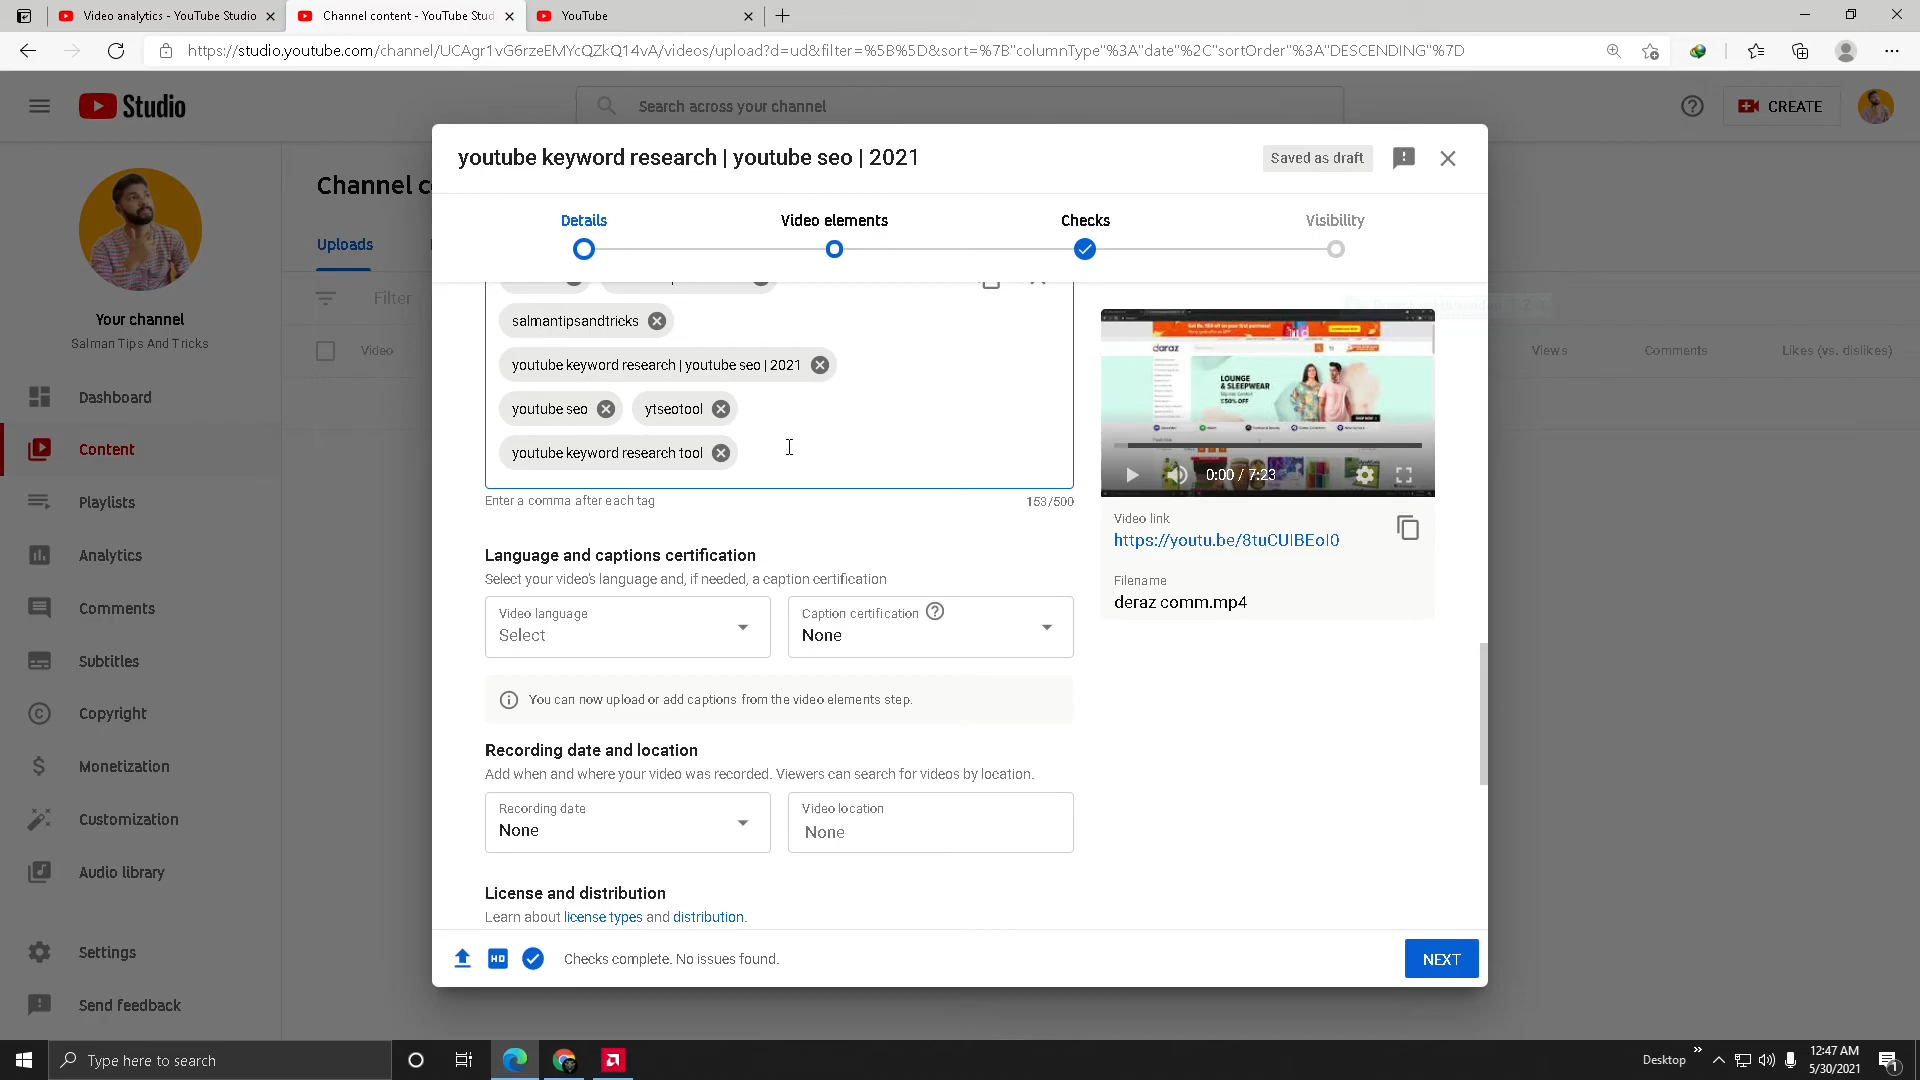 Video analytics - YouTube Studio
Channel content - YouTube Stud
YouTube
https://studio.youtube.com/channel/UCAgr1vG6rzeEMYcQZkQ14vA/videos/upload?d=ud&filter=%5B%5D&sort=%7B"columnType"%3A"date"%2C"sortOrder"%3A"DESCENDING"%7D
Studio
Search across your channel
CREATE
youtube keyword research | youtube seo | 2021
Saved as draft
Details
Video elements
Checks
Visibility
Channel c
Uploads
Filter
Video
Views
Comments
Likes (vs. dislikes)
Your channel
Salman Tips And Tricks
Dashboard
Content
Playlists
Analytics
Comments
Subtitles
Copyright
Monetization
Customization
Audio library
Settings
Send feedback
salmantipsandtricks
youtube keyword research | youtube seo | 2021
youtube seo
ytseotool
youtube keyword research tool
Enter a comma after each tag
153/500
Language and captions certification
Select your video's language and, if needed, a caption certification
Video language
Select
Caption certification
None
You can now upload or add captions from the video elements step.
Recording date and location
Add when and where your video was recorded. Viewers can search for videos by location.
Recording date
None
Video location
None
License and distribution
Learn about license types and distribution.
daraz
LOUNGE
& SLEEPWEAR
0:00 / 7:23
Video link
https://youtu.be/8tuCUIBEoI0
Filename
deraz comm.mp4
HD
Checks complete. No issues found.
NEXT
Type here to search
Desktop
12:47 AM
5/30/2021
1